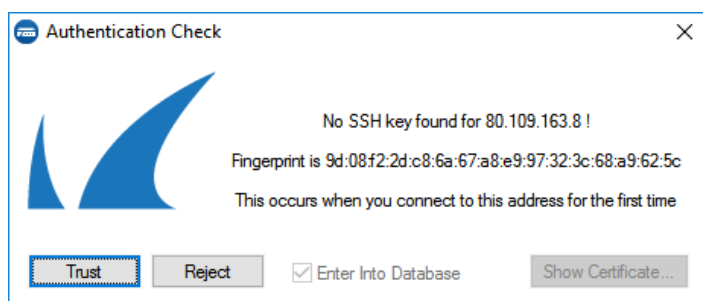 Authentication Check
No SSH key found for 80.109.163.8 !
Fingerprint is 9d:08:f2:2d:c8:6a:67:a8:e9:97:32:3c:68:a9:62:5c
This occurs when you connect to this address for the first time
Trust
Reject
Enter Into Database
Show Certificate...